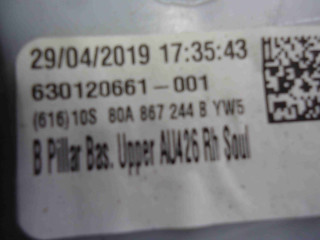 29/04/2019 17:35:43
630120661-001
(616)10S 80A 867 244 B YW5
B Pillar Bas. Upper AU426 Rh Soul